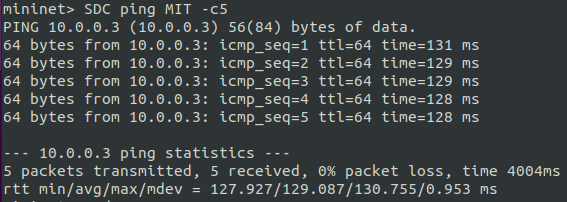 mininet> SDC ping MIT -c5
PING 10.0.0.3 (10.0.0.3) 56(84) bytes of data.
64 bytes from 10.0.0.3: icmp_seq=1 ttl=64 time=131 ms
64 bytes from 10.0.0.3: icmp_seq=2 ttl=64 time=129 ms
64 bytes from 10.0.0.3: icmp_seq=3 ttl=64 time=129 ms
64 bytes from 10.0.0.3: icmp_seq=4 ttl=64 time=128 ms
64 bytes from 10.0.0.3: icmp_seq=5 ttl=64 time=128 ms
--- 10.0.0.3 ping statistics ---
5 packets transmitted, 5 received, 0% packet loss, time 4004ms
rtt min/avg/max/mdev = 127.927/129.087/130.755/0.953 ms